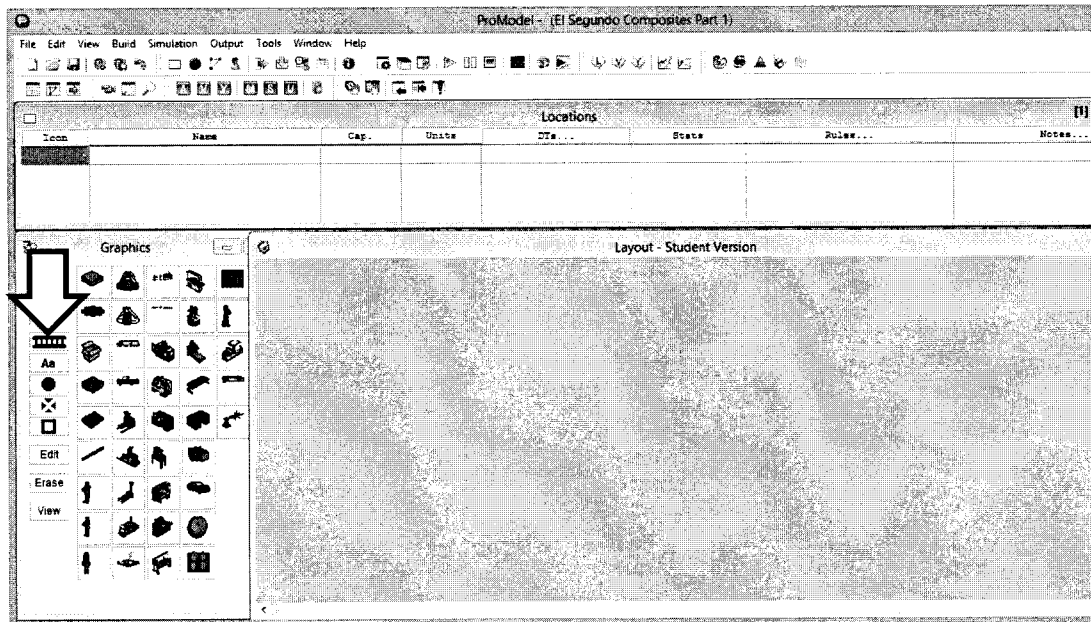 ProModel - (El Segundo Composites Part 1)
File Edit View Build Simulation Output Tools Window Help
Locations
[1]
Icon Name Cap. Units DTs... Stats Rules... Notes...
Graphics
Layout - Student Version
Aa
Edit
Erase
View